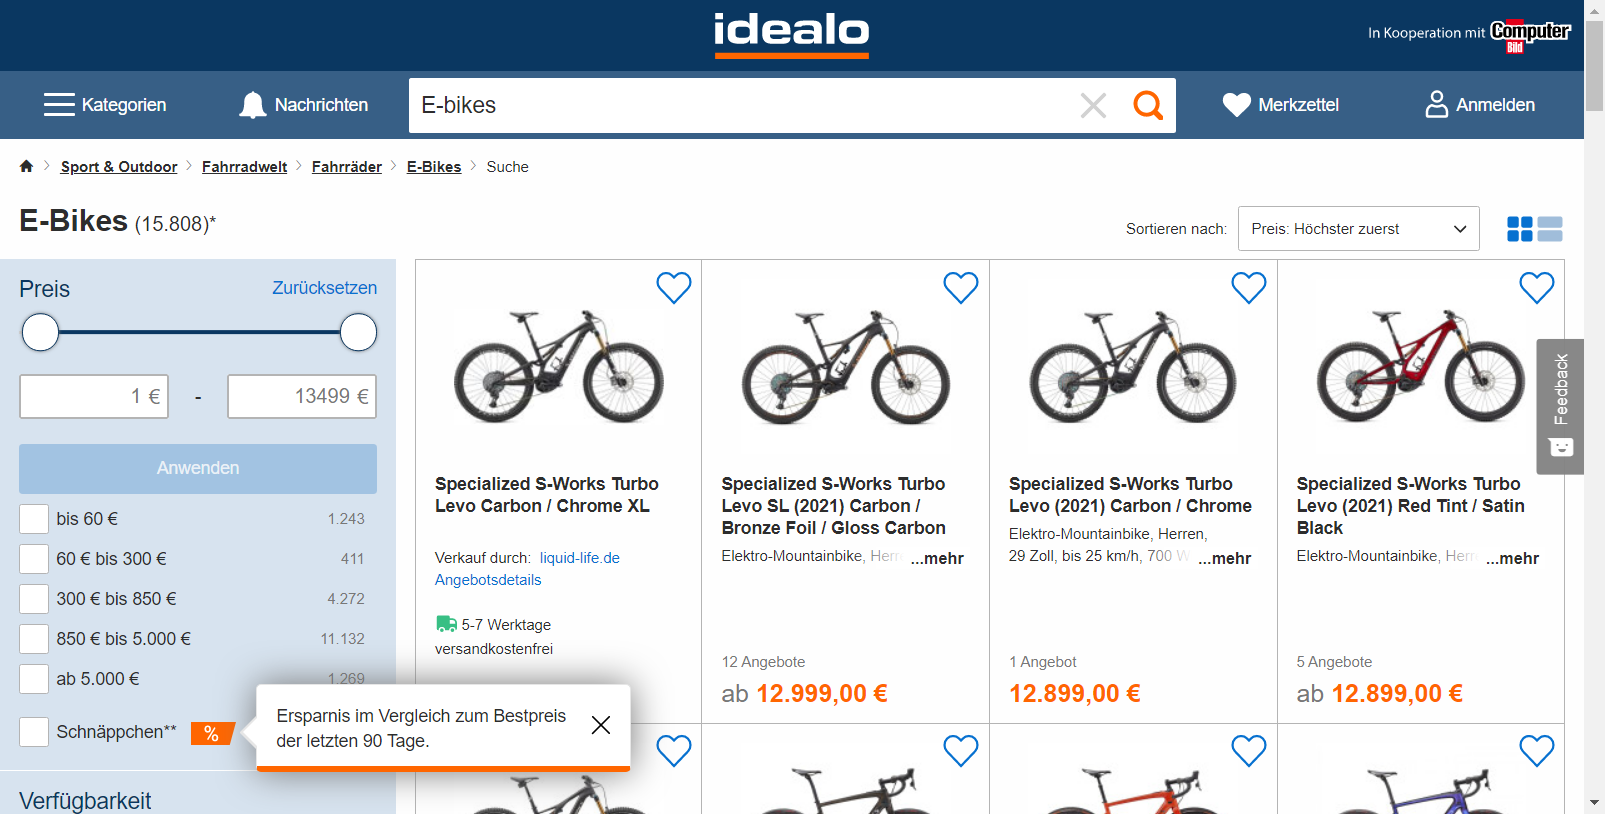 idealo
In Kooperation mit Computer Bild
Kategorien
Nachrichten
E-bikes
Merkzettel
Anmelden
Sport & Outdoor
Fahrradwelt
Fahrräder
E-Bikes
Suche
E-Bikes (15.808)*
Sortieren nach:
Preis: Höchster zuerst
Preis
Zurücksetzen
1 €
-
13499 €
Anwenden
bis 60 €
1.243
60 € bis 300 €
411
300 € bis 850 €
4.272
850 € bis 5.000 €
11.132
ab 5.000 €
1.269
Schnäppchen**
%
Ersparnis im Vergleich zum Bestpreis
der letzten 90 Tage.
Verfügbarkeit
Specialized S-Works Turbo
Levo Carbon / Chrome XL
Verkauf durch: liquid-life.de
Angebotsdetails
5-7 Werktage
versandkostenfrei
Specialized S-Works Turbo
Levo SL (2021) Carbon /
Bronze Foil / Gloss Carbon
Elektro-Mountainbike, Herre ...mehr
12 Angebote
ab 12.999,00 €
Specialized S-Works Turbo
Levo (2021) Carbon / Chrome
Elektro-Mountainbike, Herren,
29 Zoll, bis 25 km/h, 700 W ...mehr
1 Angebot
12.899,00 €
Specialized S-Works Turbo
Levo (2021) Red Tint / Satin
Black
Elektro-Mountainbike, Herr ...mehr
5 Angebote
ab 12.899,00 €
Feedback